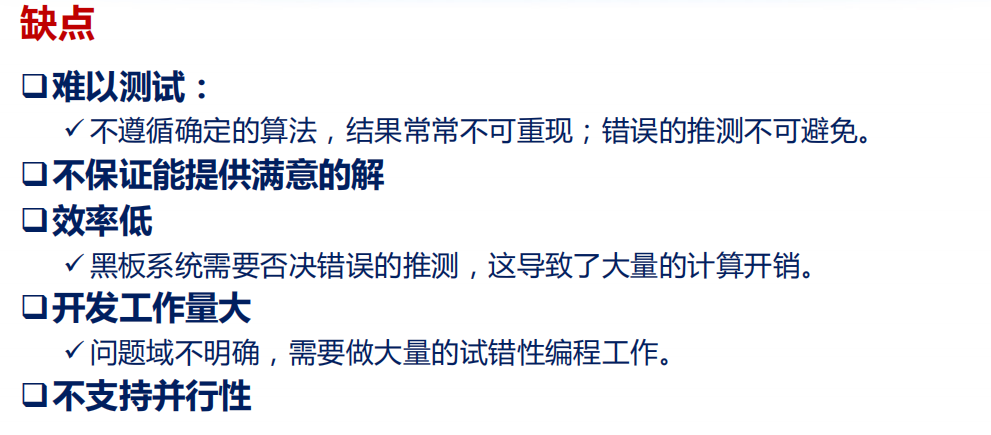 缺点
❑难以测试：
✓不遵循确定的算法，结果常常不可重现；错误的推测不可避免。
❑不保证能提供满意的解
❑效率低
✓黑板系统需要否决错误的推测，这导致了大量的计算开销。
❑开发工作量大
✓问题域不明确，需要做大量的试错性编程工作。
❑不支持并行性